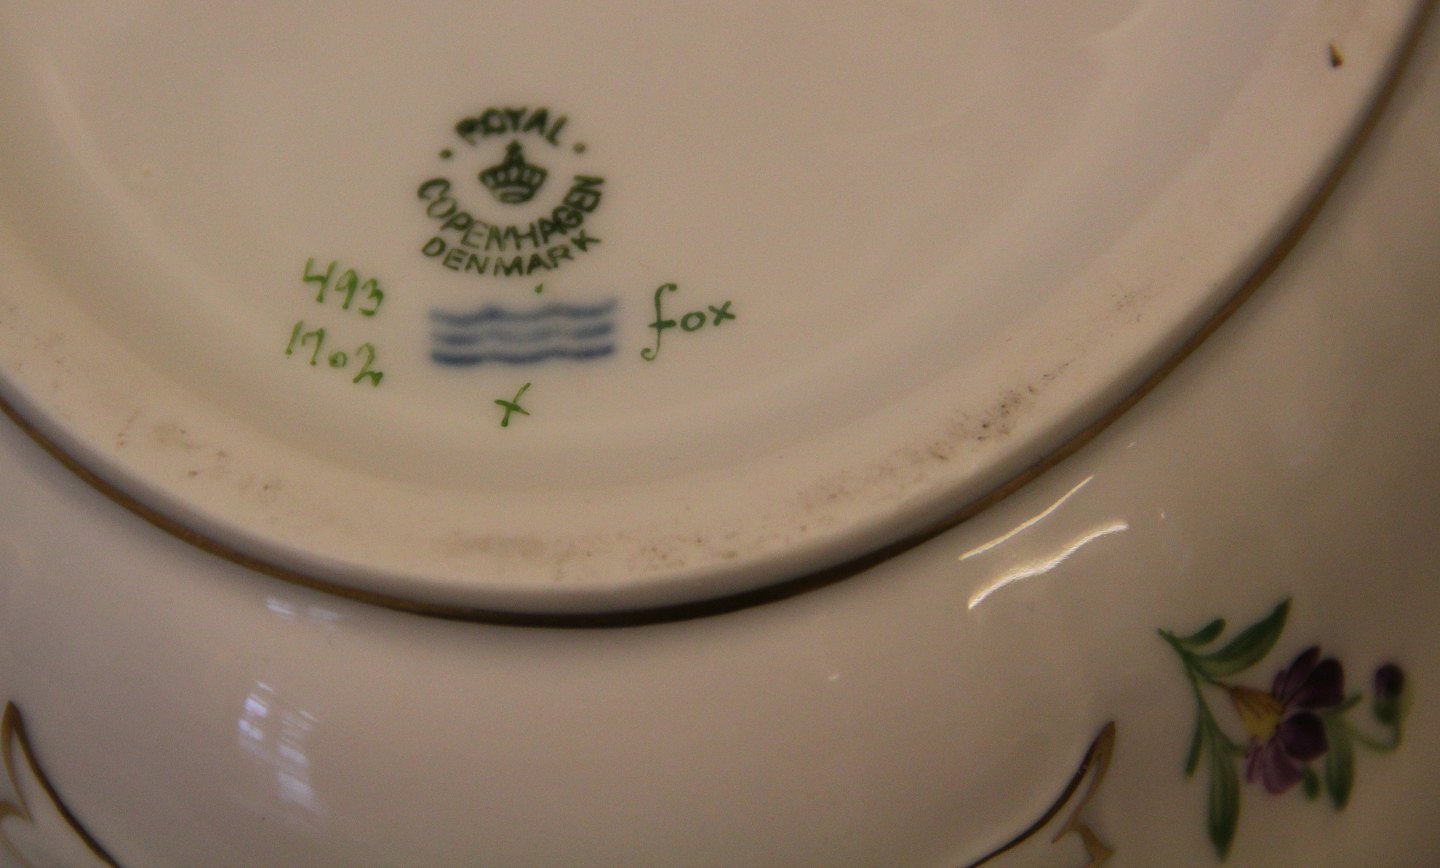 ROYAL
COPENHAGEN
DENMARK
493
1702
fox
x